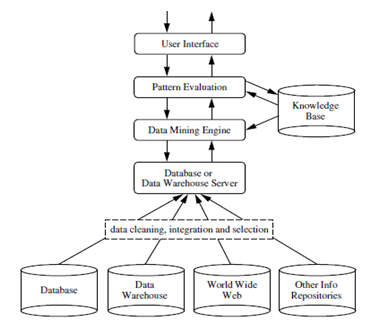 User Interface
Pattern Evaluation
Knowledge
Base
Data Mining Engine
Database or
Data Warehouse Server
data cleaning, integration and selection
Database
Data
Warehouse
World Wide
Web
Other Info
Repositories